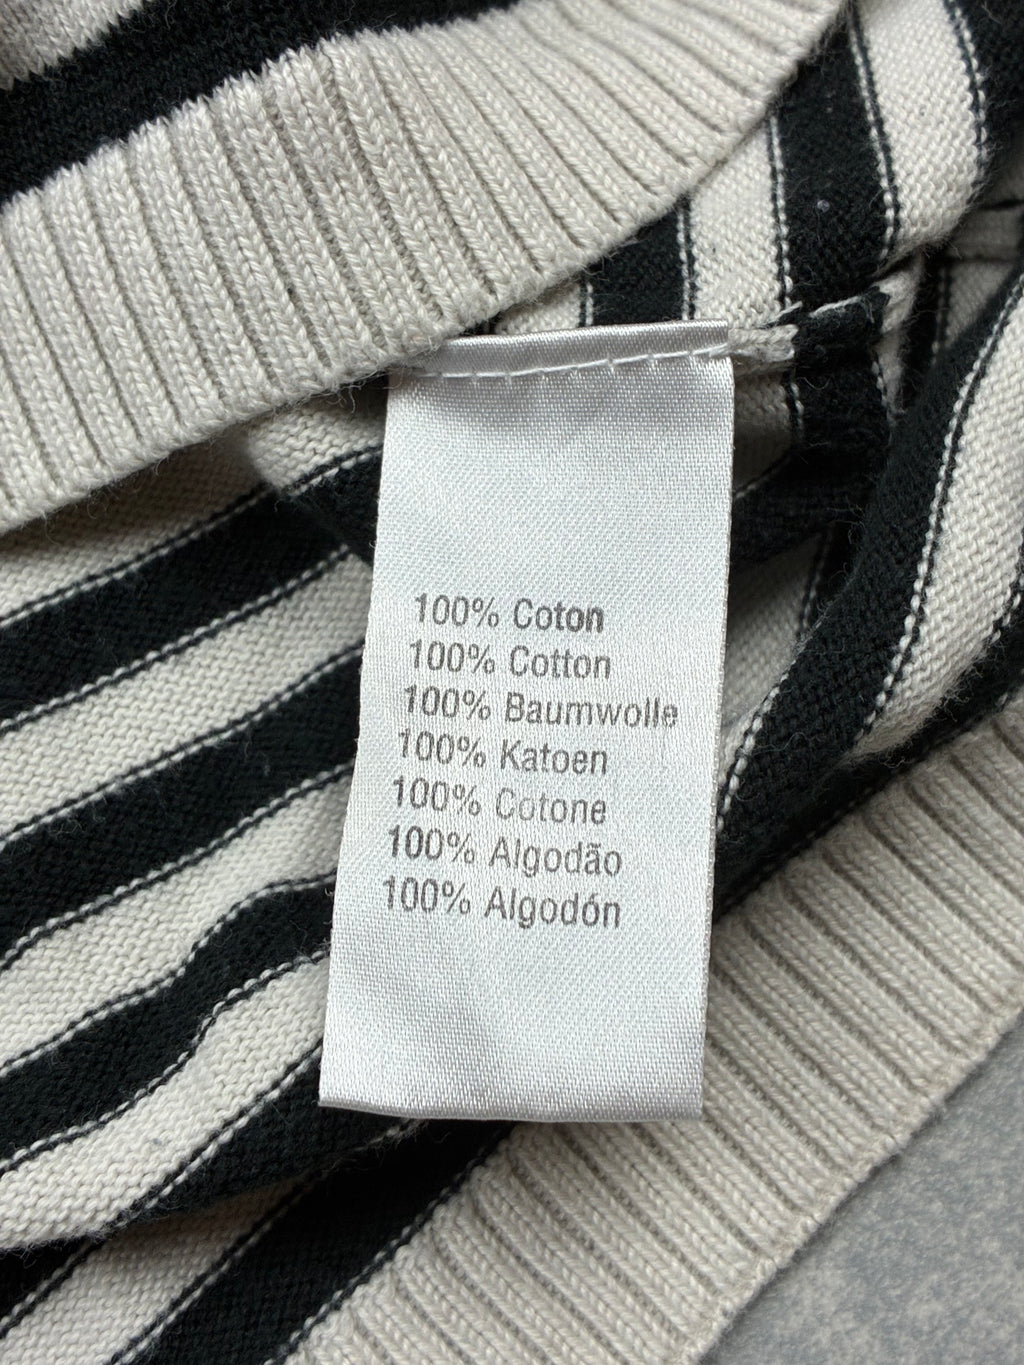 100% Coton
100% Cotton
100% Baumwolle
100% Katoen
100% Cotone
100% Algodão
100% Algodón